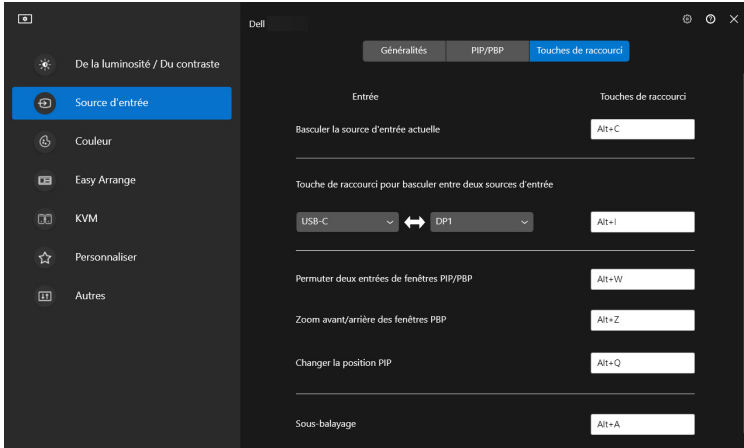 Dell
De la luminosité / Du contraste
Source d'entrée
Couleur
Easy Arrange
KVM
Personnaliser
Autres
Généralités PIP/PBP Touches de raccourci
Entrée Touches de raccourci
Basculer la source d'entrée actuelle Alt+C
Touche de raccourci pour basculer entre deux sources d'entrée
USB-C DP1 Alt+I
Permuter deux entrées de fenêtres PIP/PBP Alt+W
Zoom avant/arrière des fenêtres PBP Alt+Z
Changer la position PIP Alt+Q
Sous-balayage Alt+A